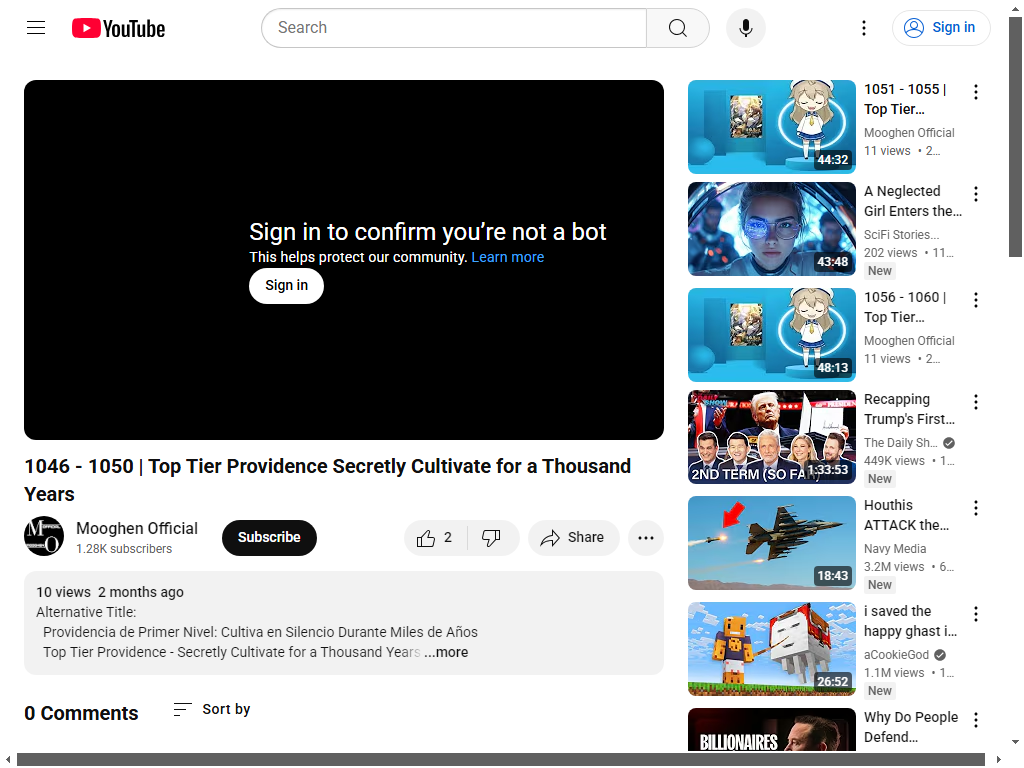 YouTube
Search
Sign in
Sign in to confirm you’re not a bot
This helps protect our community. Learn more
Sign in
1046 - 1050 | Top Tier Providence Secretly Cultivate for a Thousand
Years
Mooghen Official
1.28K subscribers
Subscribe
2
Share
10 views 2 months ago
Alternative Title:
Providencia de Primer Nivel: Cultiva en Silencio Durante Miles de Años
Top Tier Providence - Secretly Cultivate for a Thousand Years ...more
0 Comments
Sort by
44:32
1051 - 1055 |
Top Tier…
Mooghen Official
11 views • 2…
43:48
A Neglected
Girl Enters the…
SciFi Stories…
202 views • 11…
New
48:13
1056 - 1060 |
Top Tier…
Mooghen Official
11 views • 2…
2ND TERM (SO FAR)
1:33:53
Recapping
Trump's First…
The Daily Sh…
449K views • 1…
New
18:43
Houthis
ATTACK the…
Navy Media
3.2M views • 6…
New
26:52
i saved the
happy ghast i…
aCookieGod
1.1M views • 1…
New
BILLIONAIRES
Why Do People
Defend…